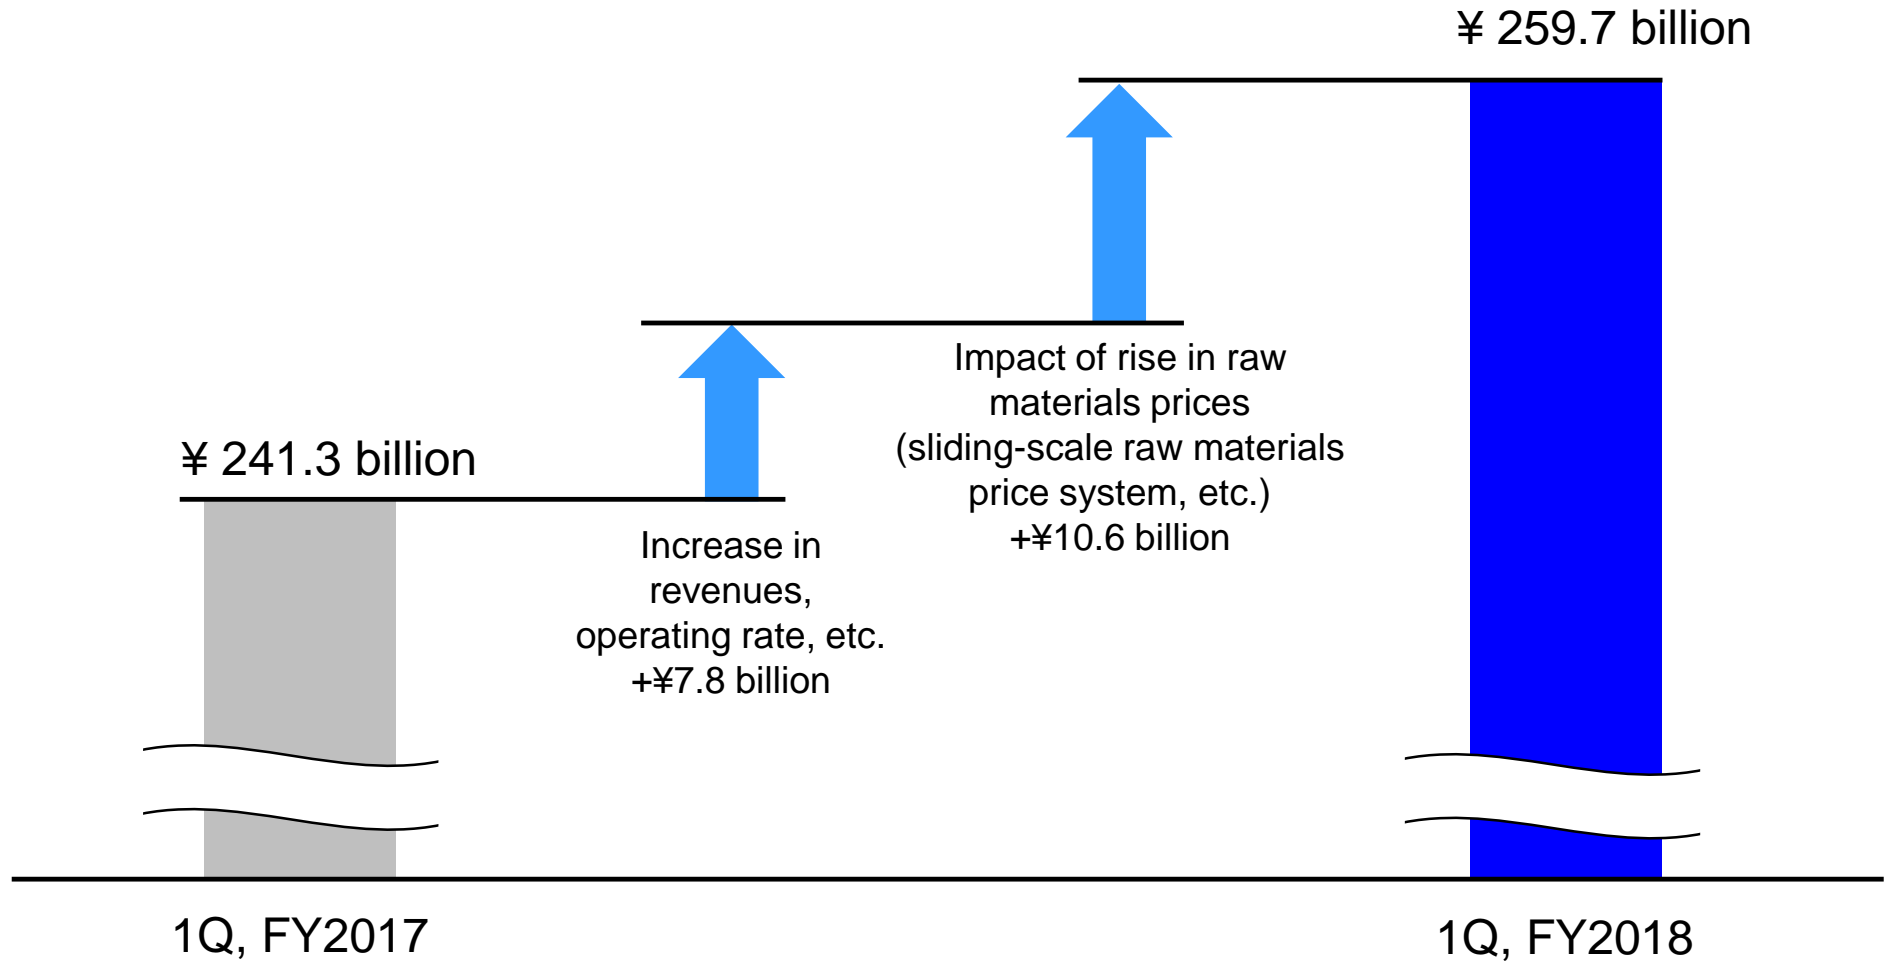 ¥ 259.7 billion
Impact of rise in raw
materials prices
(sliding-scale raw materials
price system, etc.)
+¥10.6 billion
¥ 241.3 billion
Increase in
revenues,
operating rate, etc.
+¥7.8 billion
1Q, FY2017
1Q, FY2018